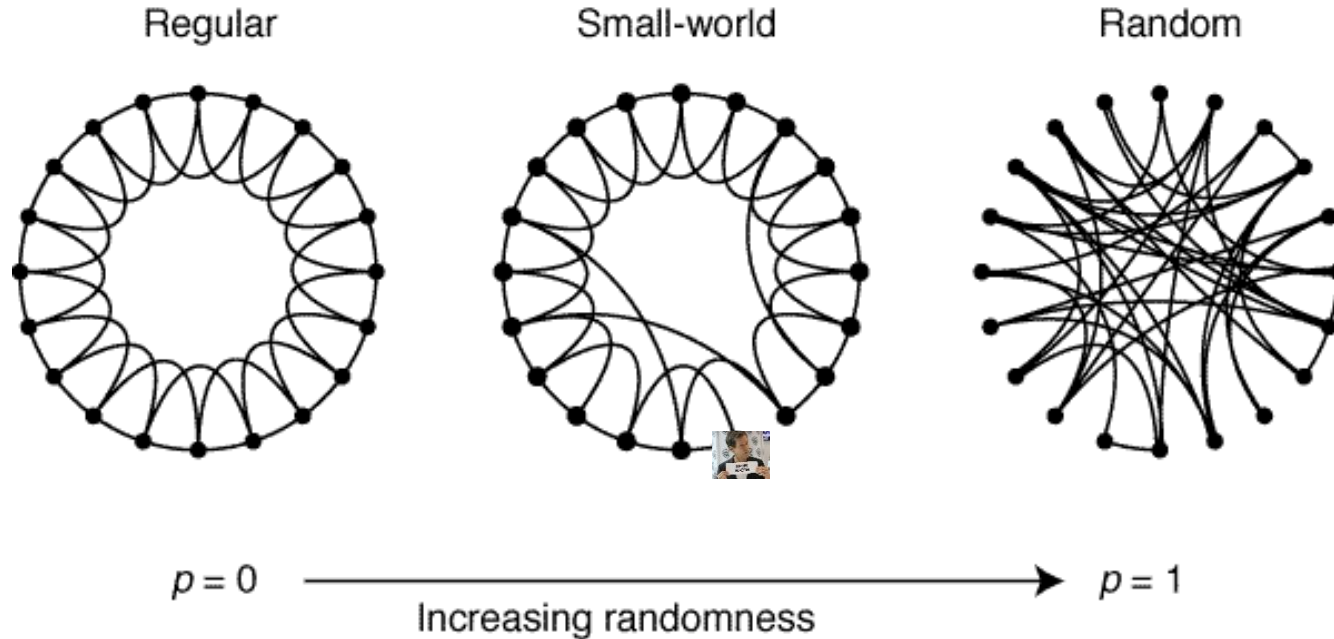 Regular
Small-world
Random
p = 0
p = 1
Increasing randomness